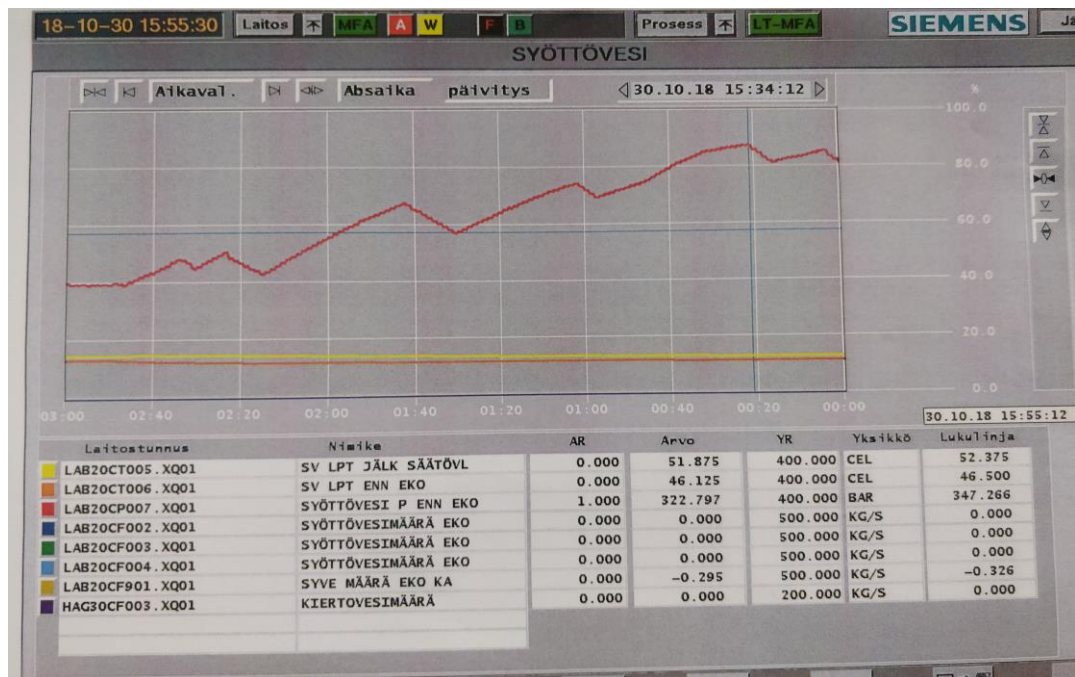 18-10-30 15:55:30 Laitos MFA A W F B Prosess LT-MFA SIEMENS
SYÖTTÖVESI
Aikaval. Absaika päivitys 30.10.18 15:34:12
%
100.0
80.0
60.0
40.0
20.0
0.0
03:00 02:40 02:20 02:00 01:40 01:20 01:00 00:40 00:20 00:00
30.10.18 15:55:12
Laitostunnus Nimike AR Arvo YR Yksikkö Lukulinja
LAB20CT005.XQ01 SV LPT JÄLK SÄÄTÖVL 0.000 51.875 400.000 CEL 52.375
LAB20CT006.XQ01 SV LPT ENN EKO 0.000 46.125 400.000 CEL 46.500
LAB20CP007.XQ01 SYÖTTÖVESI P ENN EKO 1.000 322.797 400.000 BAR 347.266
LAB20CF002.XQ01 SYÖTTÖVESIMÄÄRÄ EKO 0.000 0.000 500.000 KG/S 0.000
LAB20CF003.XQ01 SYÖTTÖVESIMÄÄRÄ EKO 0.000 0.000 500.000 KG/S 0.000
LAB20CF004.XQ01 SYÖTTÖVESIMÄÄRÄ EKO 0.000 0.000 500.000 KG/S 0.000
LAB20CF901.XQ01 SYVE MÄÄRÄ EKO KA 0.000 -0.295 500.000 KG/S -0.326
HAG30CF003.XQ01 KIERTOVESIMÄÄRÄ 0.000 0.000 200.000 KG/S 0.000